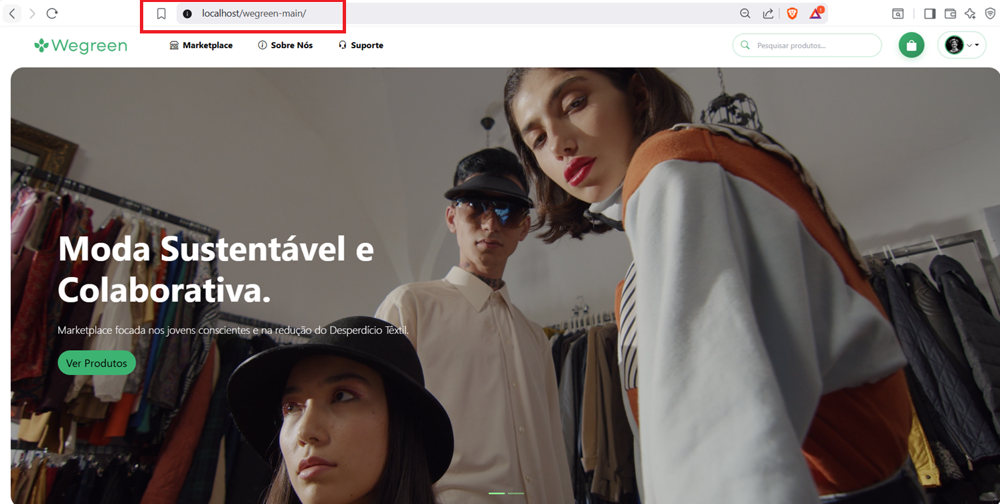 localhost/wegreen-main/
1
Wegreen
Marketplace
Sobre Nós
Suporte
Pesquisar produtos...
Moda Sustentável e
Colaborativa.
Marketplace focada nos jovens conscientes e na redução do Desperdício Têxtil.
Ver Produtos